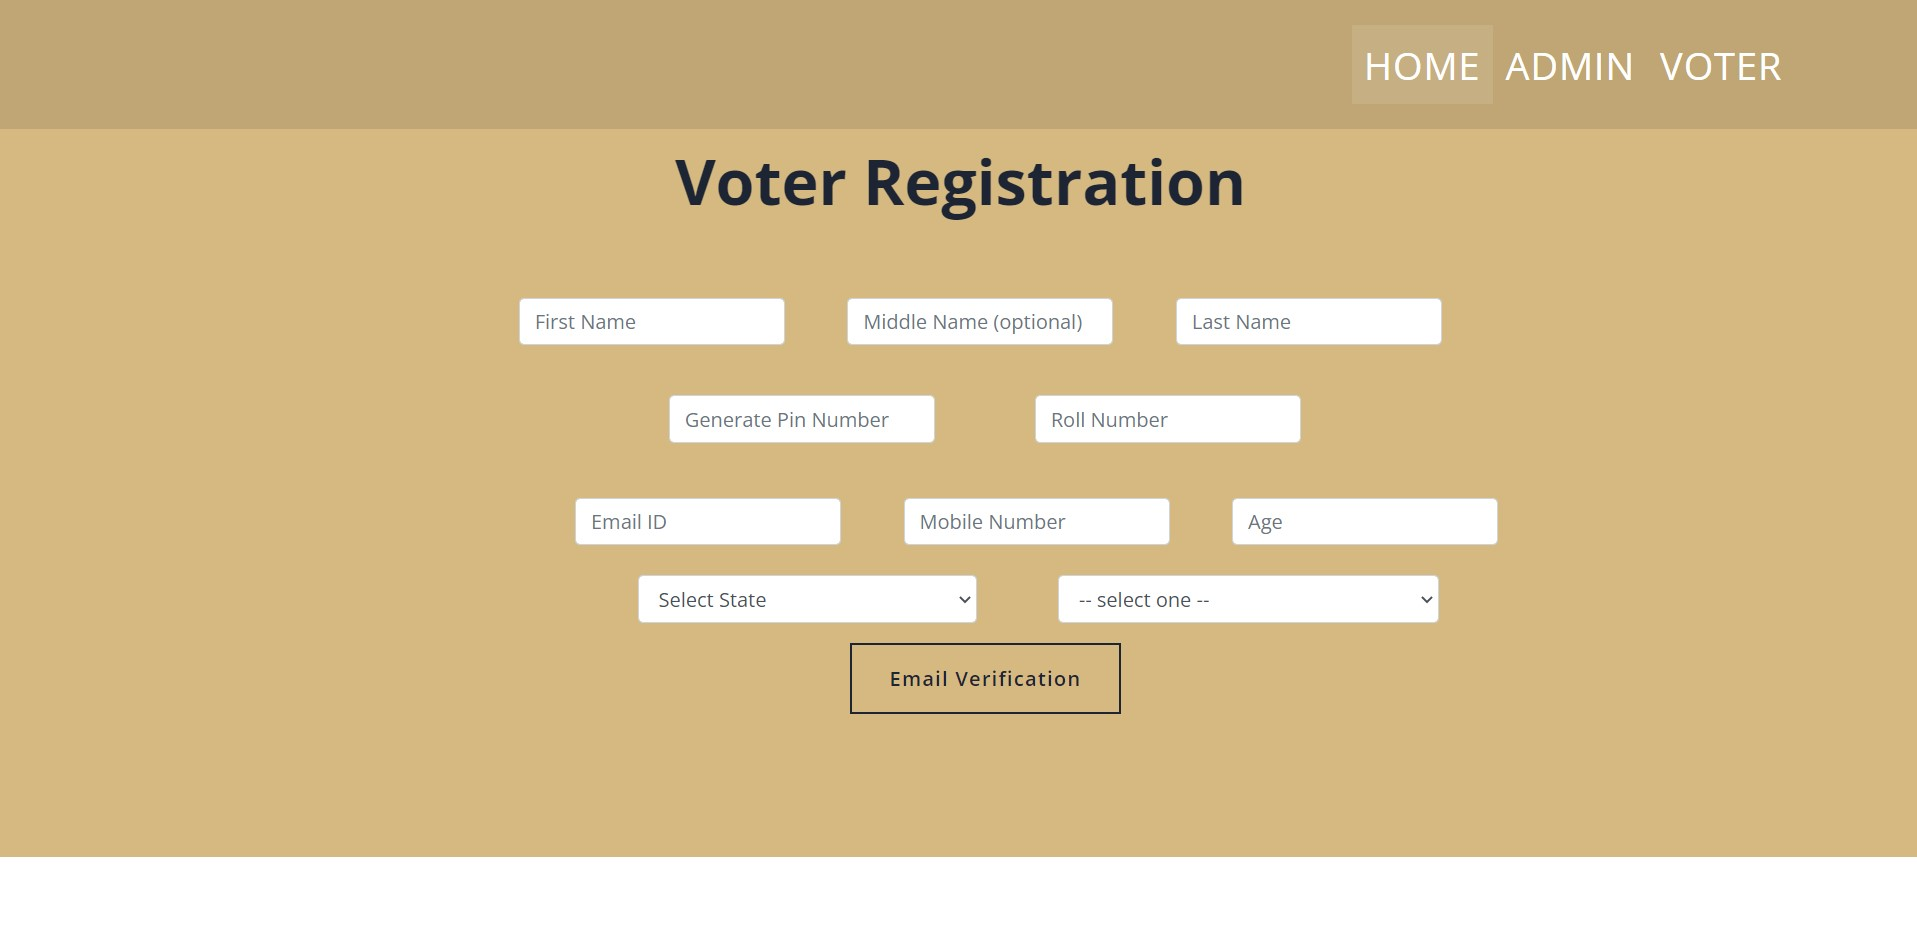 HOME ADMIN VOTER
Voter Registration
First Name Middle Name (optional) Last Name
Generate Pin Number Roll Number
Email ID Mobile Number Age
Select State -- select one --
Email Verification